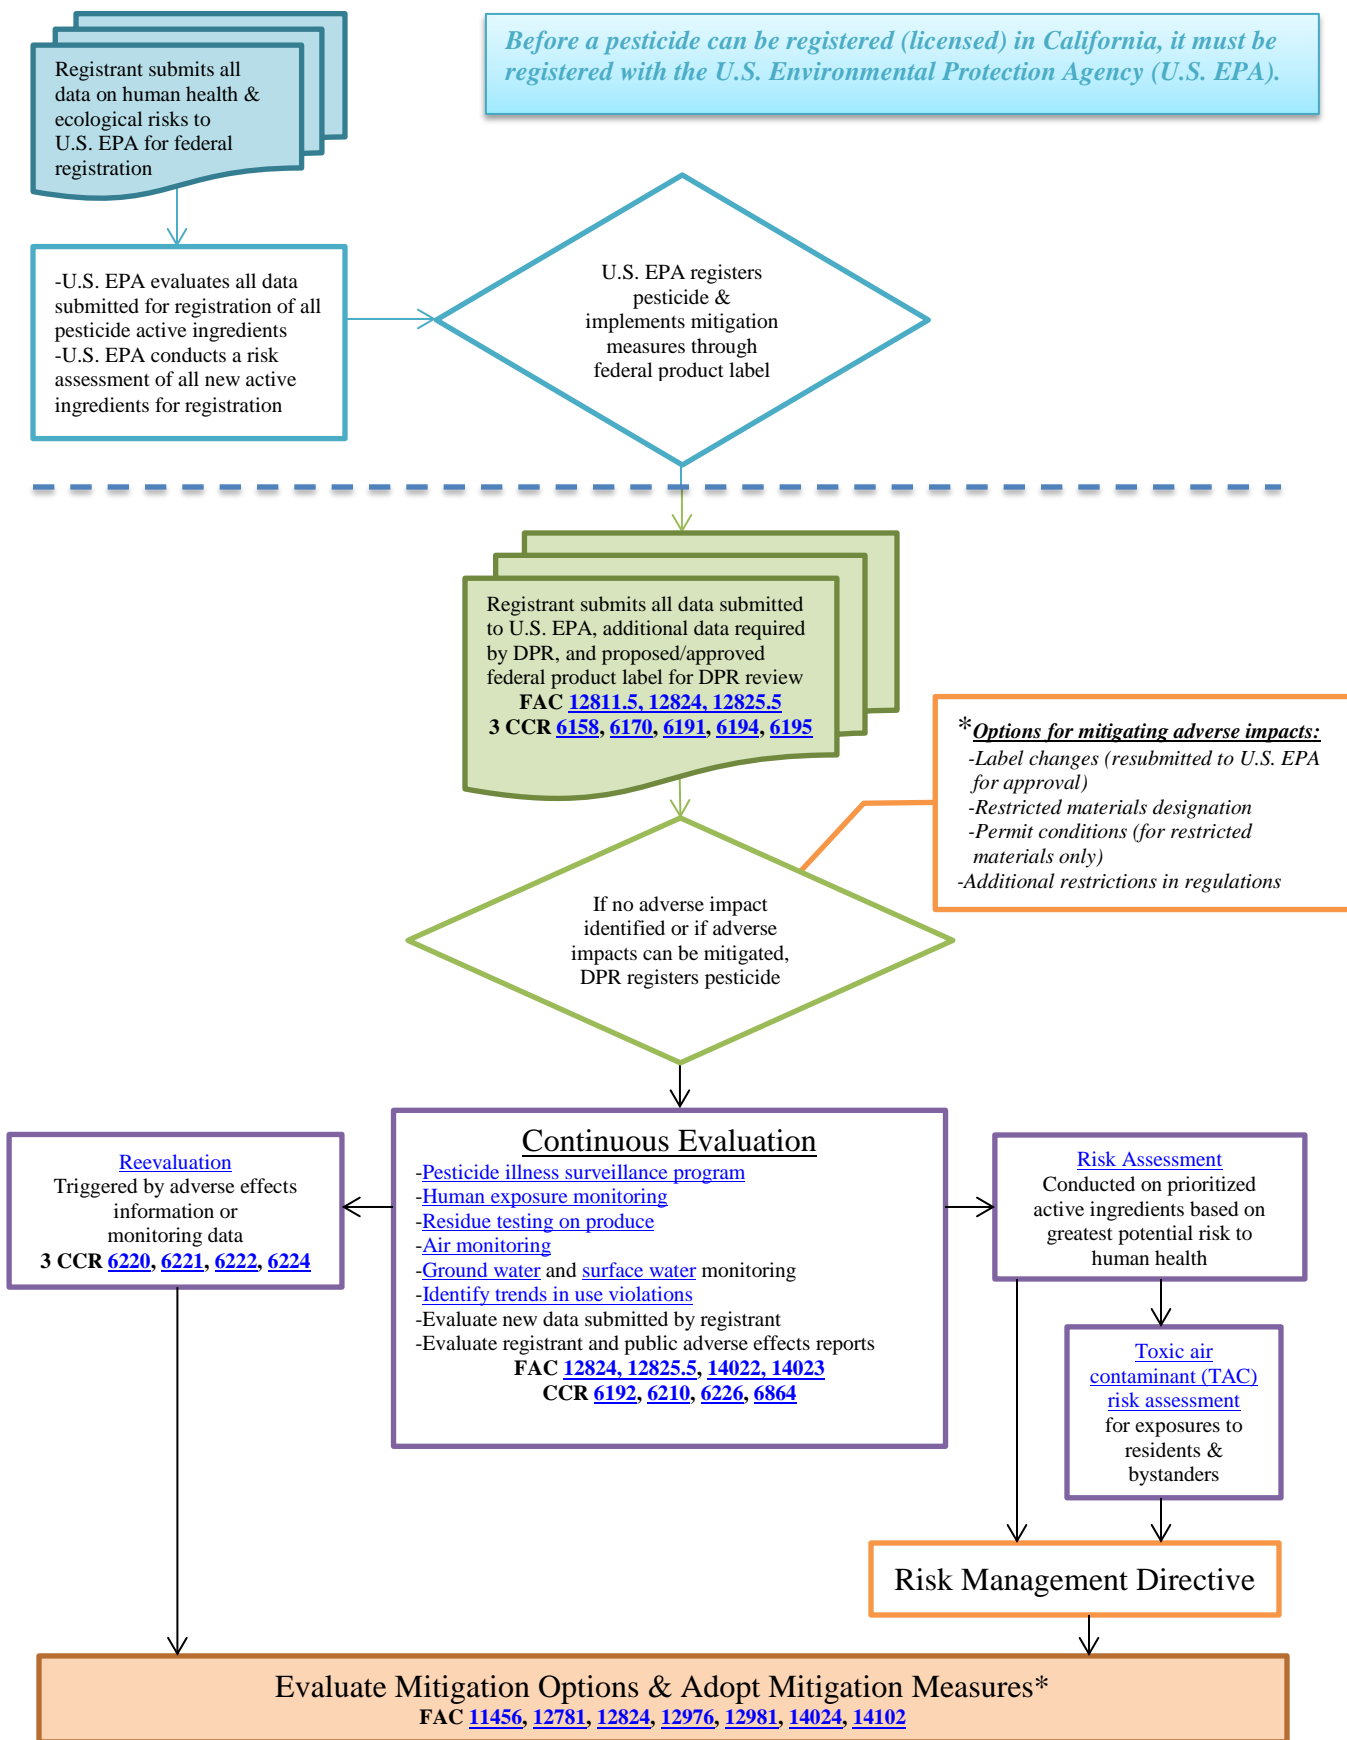 Before a pesticide can be registered (licensed) in California, it must be
registered with the U.S. Environmental Protection Agency (U.S. EPA).
Registrant submits all
data on human health &
ecological risks to
U.S. EPA for federal
registration
-U.S. EPA evaluates all data
submitted for registration of all
pesticide active ingredients
-U.S. EPA conducts a risk
assessment of all new active
ingredients for registration
U.S. EPA registers
pesticide &
implements mitigation
measures through
federal product label
Registrant submits all data submitted
to U.S. EPA, additional data required
by DPR, and proposed/approved
federal product label for DPR review
FAC 12811.5, 12824, 12825.5
3 CCR 6158, 6170, 6191, 6194, 6195
*Options for mitigating adverse impacts:
-Label changes (resubmitted to U.S. EPA
for approval)
-Restricted materials designation
-Permit conditions (for restricted
materials only)
-Additional restrictions in regulations
If no adverse impact
identified or if adverse
impacts can be mitigated,
DPR registers pesticide
Reevaluation
Triggered by adverse effects
information or
monitoring data
3 CCR 6220, 6221, 6222, 6224
Continuous Evaluation
-Pesticide illness surveillance program
-Human exposure monitoring
-Residue testing on produce
-Air monitoring
-Ground water and surface water monitoring
-Identify trends in use violations
-Evaluate new data submitted by registrant
-Evaluate registrant and public adverse effects reports
FAC 12824, 12825.5, 14022, 14023
CCR 6192, 6210, 6226, 6864
Risk Assessment
Conducted on prioritized
active ingredients based on
greatest potential risk to
human health
Toxic air
contaminant (TAC)
risk assessment
for exposures to
residents &
bystanders
Risk Management Directive
Evaluate Mitigation Options & Adopt Mitigation Measures*
FAC 11456, 12781, 12824, 12976, 12981, 14024, 14102